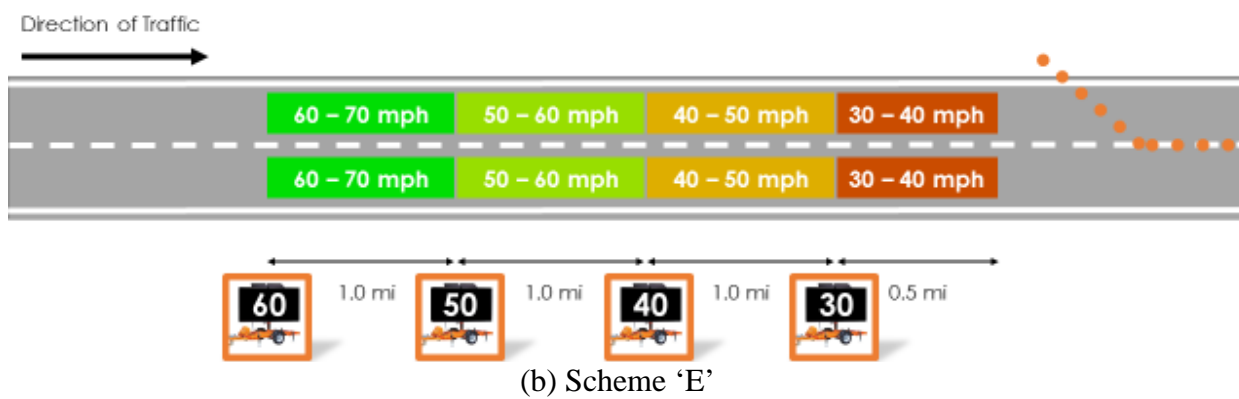 Direction of Traffic
60 – 70 mph 50 – 60 mph 40 – 50 mph 30 – 40 mph
60 – 70 mph 50 – 60 mph 40 – 50 mph 30 – 40 mph
60 1.0 mi 50 1.0 mi 40 1.0 mi 30 0.5 mi
(b) Scheme ‘E’